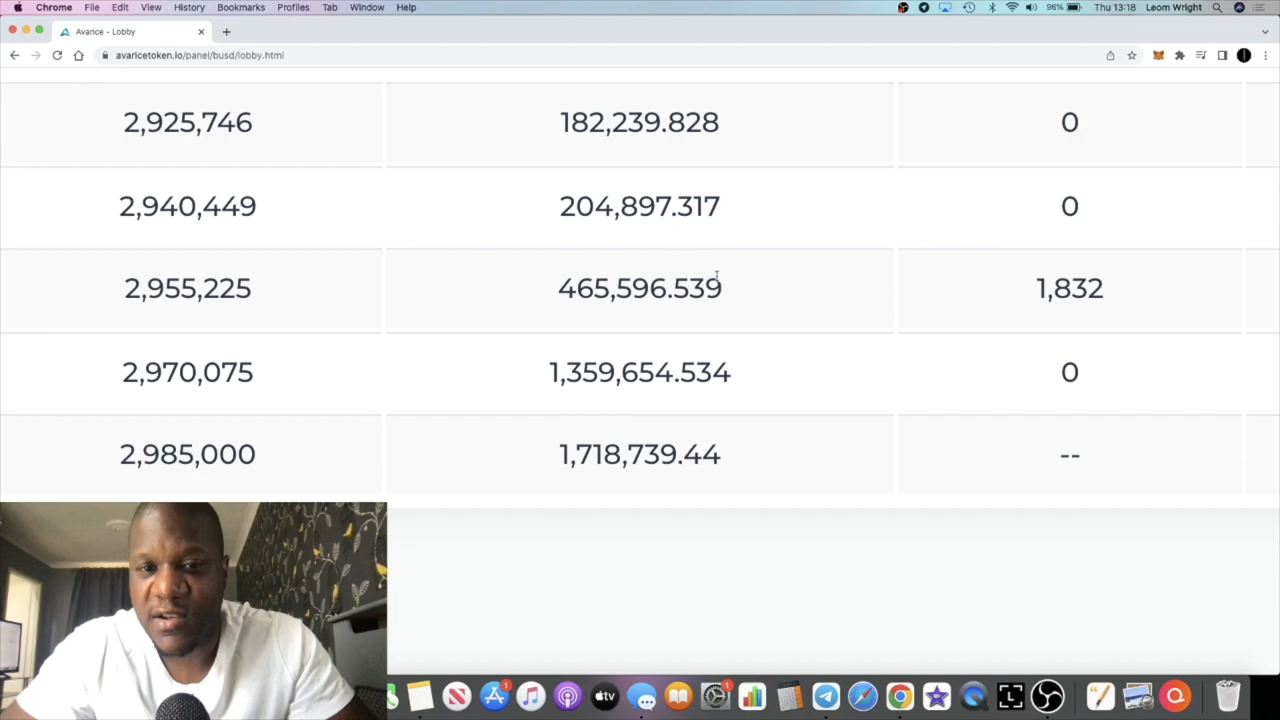 Chrome File Edit View History Bookmarks Profiles Tab Window Help 96% Thu 13:18 Leom Wright
Avarice - Lobby
avaricetoken.io/panel/busd/lobby.html
2,925,746 182,239.828 0
2,940,449 204,897.317 0
2,955,225 465,596.539 1,832
2,970,075 1,359,654.534 0
2,985,000 1,718,739.44 --
1 tv 1